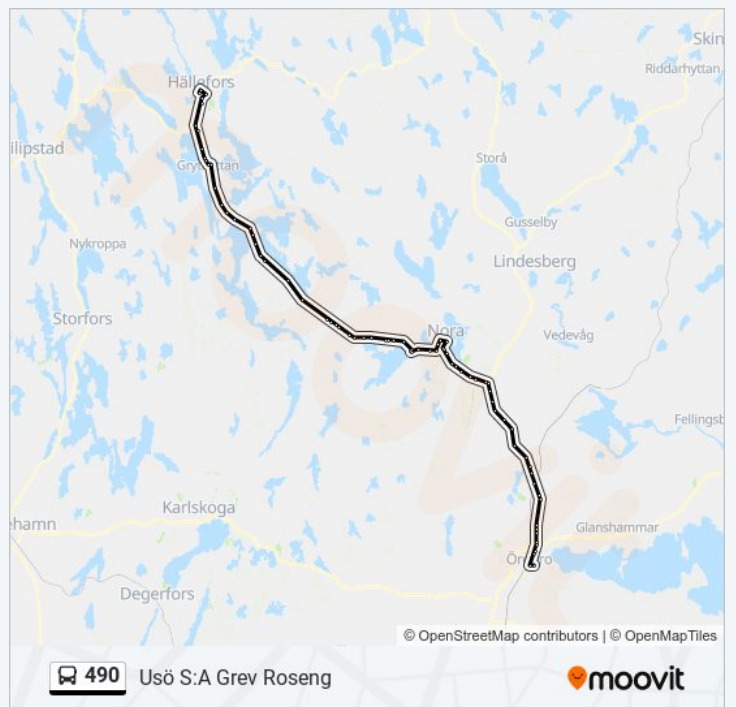 Skin
Hällefors
Riddarhyttan
ilipstad
Storå
Gusselby
Nykroppa
Lindesberg
Storfors
Nora
Vedevåg
Fellingsb
Karlskoga
ehamn
Glanshammar
Degerfors
© OpenStreetMap contributors | © OpenMapTiles
490 Usö S:A Grev Roseng
moovit